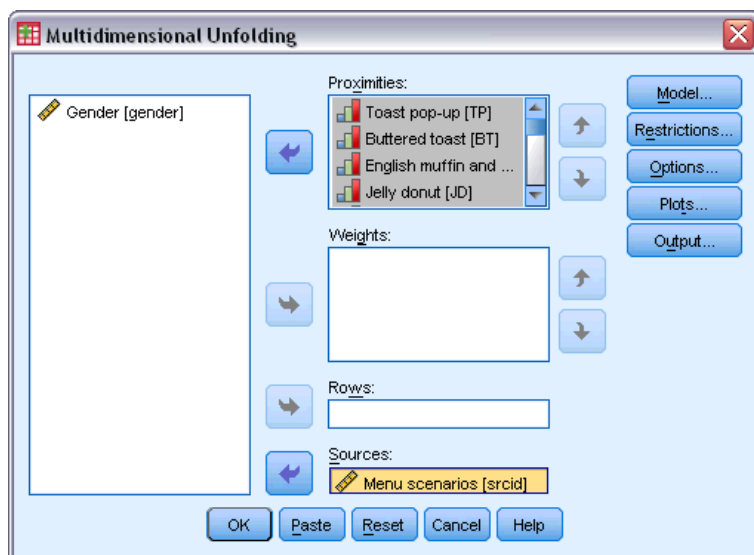 Multidimensional Unfolding
Gender [gender]
Proximities:
Toast pop-up [TP]
Buttered toast [BT]
English muffin and ...
Jelly donut [JD]
Weights:
Rows:
Sources:
Menu scenarios [srcid]
Model...
Restrictions...
Options...
Plots...
Output...
OK
Paste
Reset
Cancel
Help